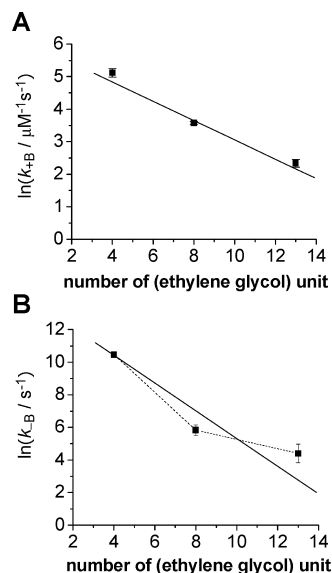 A
6
5
4
3
2
1
0
2 4 6 8 10 12 14
ln(k+B / μM-1s-1)
number of (ethylene glycol) unit
B
12
10
8
6
4
2
0
2 4 6 8 10 12 14
ln(k-B / s-1)
number of (ethylene glycol) unit